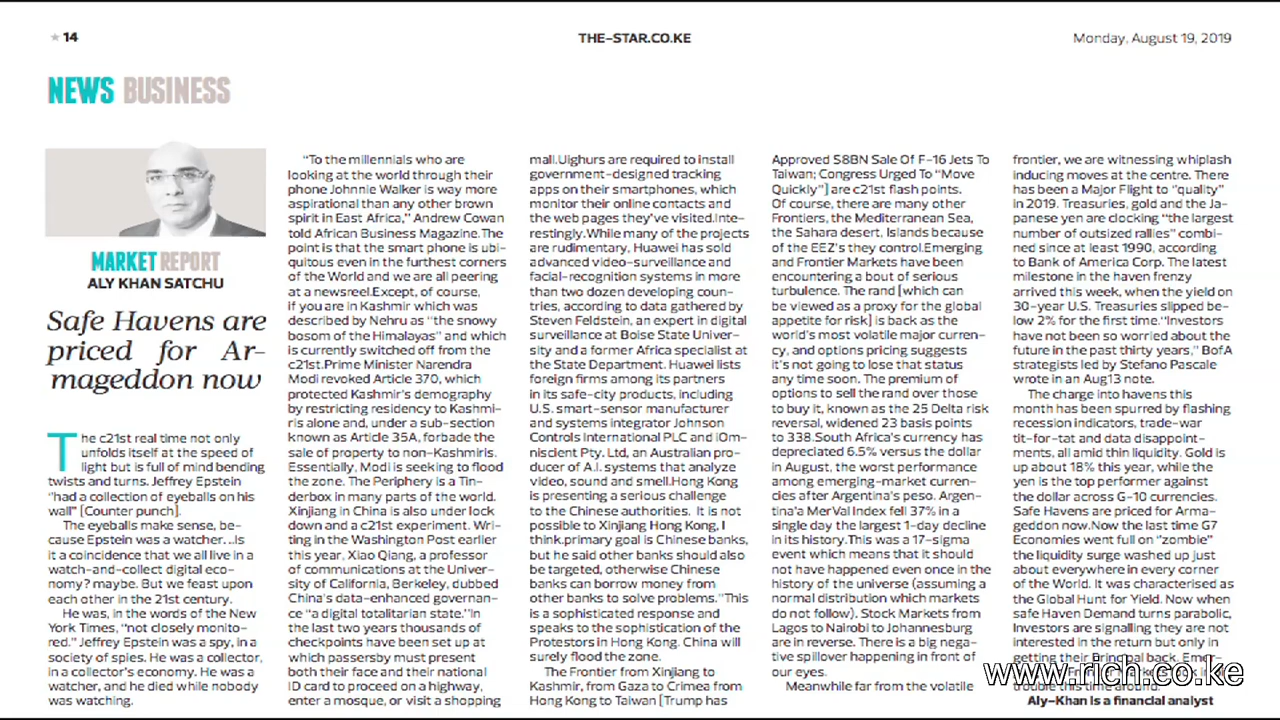 ★ 14
THE-STAR.CO.KE
Monday, August 19, 2019
NEWS BUSINESS
MARKET REPORT
ALY KHAN SATCHU
Safe Havens are
priced for Ar-
mageddon now
The c21st real time not only
unfolds itself at the speed of
light but is full of mind bending
twists and turns. Jeffrey Epstein
"had a collection of eyeballs on his
wall" [Counter punch].
The eyeballs make sense, be-
cause Epstein was a watcher...Is
it a coincidence that we all live in a
watch-and-collect digital eco-
nomy? maybe. But we feast upon
each other in the 21st century.
He was, in the words of the New
York Times, "not closely monito-
red." Jeffrey Epstein was a spy, in a
society of spies. He was a collector,
in a collector's economy. He was a
watcher, and he died while nobody
was watching.
"To the millennials who are
looking at the world through their
phone Johnnie Walker is way more
aspirational than any other brown
spirit in East Africa," Andrew Cowan
told African Business Magazine.The
point is that the smart phone is ubi-
quitous even in the furthest corners
of the World and we are all peering
at a newsreel.Except, of course,
if you are in Kashmir which was
described by Nehru as "the snowy
bosom of the Himalayas" and which
is currently switched off from the
c21st.Prime Minister Narendra
Modi revoked Article 370, which
protected Kashmir's demography
by restricting residency to Kashmi-
ris alone and, under a sub-section
known as Article 35A, forbade the
sale of property to non-Kashmiris.
Essentially, Modi is seeking to flood
the zone. The Periphery is a Tin-
derbox in many parts of the world.
Xinjiang in China is also under lock
down and a c21st experiment. Wri-
ting in the Washington Post earlier
this year, Xiao Qiang, a professor
of communications at the Univer-
sity of California, Berkeley, dubbed
China's data-enhanced governan-
ce "a digital totalitarian state."In
the last two years thousands of
checkpoints have been set up at
which passersby must present
both their face and their national
ID card to proceed on a highway,
enter a mosque, or visit a shopping
mall.Uighurs are required to install
government-designed tracking
apps on their smartphones, which
monitor their online contacts and
the web pages they've visited.Inte-
restingly.While many of the projects
are rudimentary, Huawei has sold
advanced video-surveillance and
facial-recognition systems in more
than two dozen developing coun-
tries, according to data gathered by
Steven Feldstein, an expert in digital
surveillance at Boise State Univer-
sity and a former Africa specialist at
the State Department. Huawei lists
foreign firms among its partners
in its safe-city products, including
U.S. smart-sensor manufacturer
and systems integrator Johnson
Controls International PLC and iOm-
niscient Pty. Ltd, an Australian pro-
ducer of A.I. systems that analyze
video, sound and smell.Hong Kong
is presenting a serious challenge
to the Chinese authorities. It is not
possible to Xinjiang Hong Kong, I
think.primary goal is Chinese banks,
but he said other banks should also
be targeted, otherwise Chinese
banks can borrow money from
other banks to solve problems."This
is a sophisticated response and
speaks to the sophistication of the
Protestors in Hong Kong. China will
surely flood the zone.
The Frontier from Xinjiang to
Kashmir, from Gaza to Crimea from
Hong Kong to Taiwan [Trump has
Approved S8BN Sale Of F-16 Jets To
Taiwan; Congress Urged To "Move
Quickly"] are c21st flash points.
Of course, there are many other
Frontiers, the Mediterranean Sea,
the Sahara desert, Islands because
of the EEZ's they control.Emerging
and Frontier Markets have been
encountering a bout of serious
turbulence. The rand [which can
be viewed as a proxy for the global
appetite for risk] is back as the
world's most volatile major curren-
cy, and options pricing suggests
it's not going to lose that status
any time soon. The premium of
options to sell the rand over those
to buy it, known as the 25 Delta risk
reversal, widened 23 basis points
to 338.South Africa's currency has
depreciated 6.5% versus the dollar
in August, the worst performance
among emerging-market curren-
cies after Argentina's peso. Argen-
tina'a MerVal Index fell 37% in a
single day the largest 1-day decline
in its history.This was a 17-sigma
event which means that it should
not have happened even once in the
history of the universe (assuming a
normal distribution which markets
do not follow). Stock Markets from
Lagos to Nairobi to Johannesburg
are in reverse. There is a big nega-
tive spillover happening in front of
our eyes.
Meanwhile far from the volatile
frontier, we are witnessing whiplash
inducing moves at the centre. There
has been a Major Flight to "quality"
in 2019. Treasuries, gold and the Ja-
panese yen are clocking "the largest
number of outsized rallies" combi-
ned since at least 1990, according
to Bank of America Corp. The latest
milestone in the haven frenzy
arrived this week, when the yield on
30-year U.S. Treasuries slipped be-
low 2% for the first time."Investors
have not been so worried about the
future in the past thirty years," BofA
strategists led by Stefano Pascale
wrote in an Aug13 note.
The charge into havens this
month has been spurred by flashing
recession indicators, trade-war
tit-for-tat and data disappoint-
ments, all amid thin liquidity. Gold is
up about 18% this year, while the
yen is the top performer against
the dollar across G-10 currencies.
Safe Havens are priced for Arma-
geddon now.Now the last time G7
Economies went full on "zombie"
the liquidity surge washed up just
about everywhere in every corner
of the World. It was characterised as
the Global Hunt for Yield. Now when
safe Haven Demand turns parabolic,
Investors are signalling they are not
interested in the return but only in
getting their Principal back.
trouble this time around.
Aly-Khan is a financial analyst
www.rich.co.ke